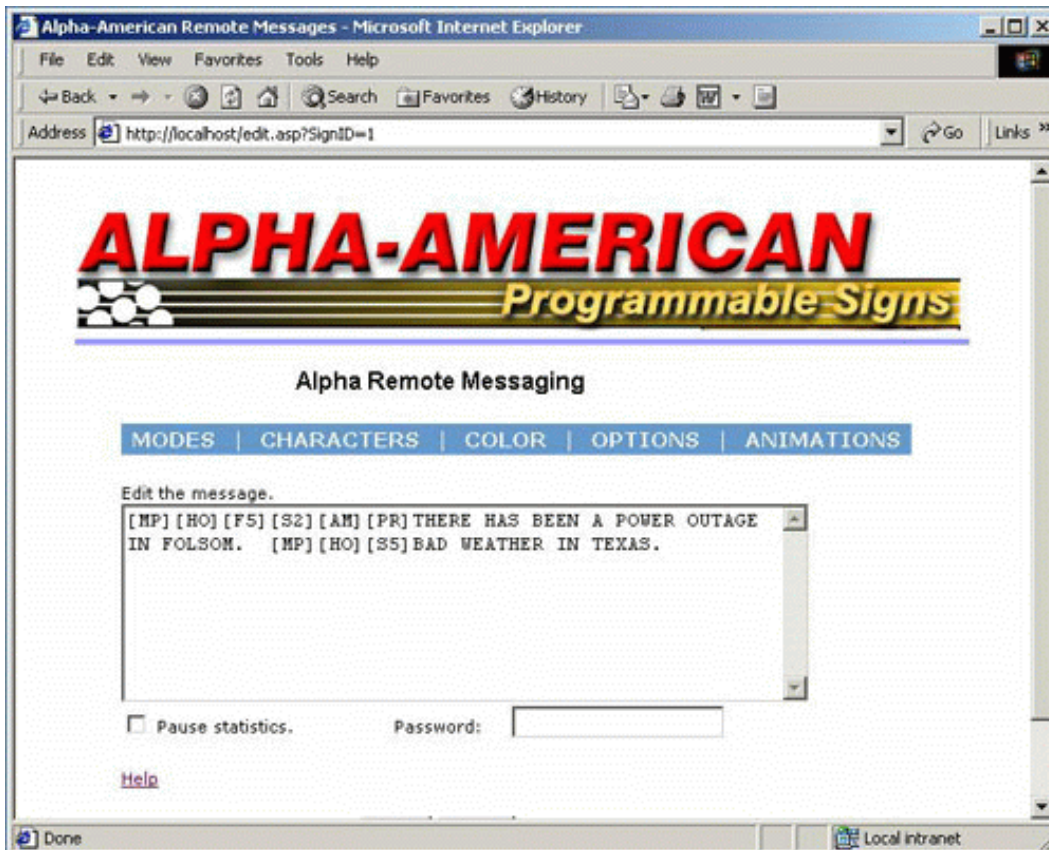 Alpha-American Remote Messages - Microsoft Internet Explorer
File Edit View Favorites Tools Help
Back Search Favorites History
Address http://localhost/edit.asp?SignID=1 Go Links »
ALPHA-AMERICAN
Programmable Signs
Alpha Remote Messaging
MODES | CHARACTERS | COLOR | OPTIONS | ANIMATIONS
Edit the message.
[MP][HO][F5][S2][AM][PR]THERE HAS BEEN A POWER OUTAGE
IN FOLSOM. [MP][HO][S5]BAD WEATHER IN TEXAS.
Pause statistics. Password:
Help
Done Local intranet